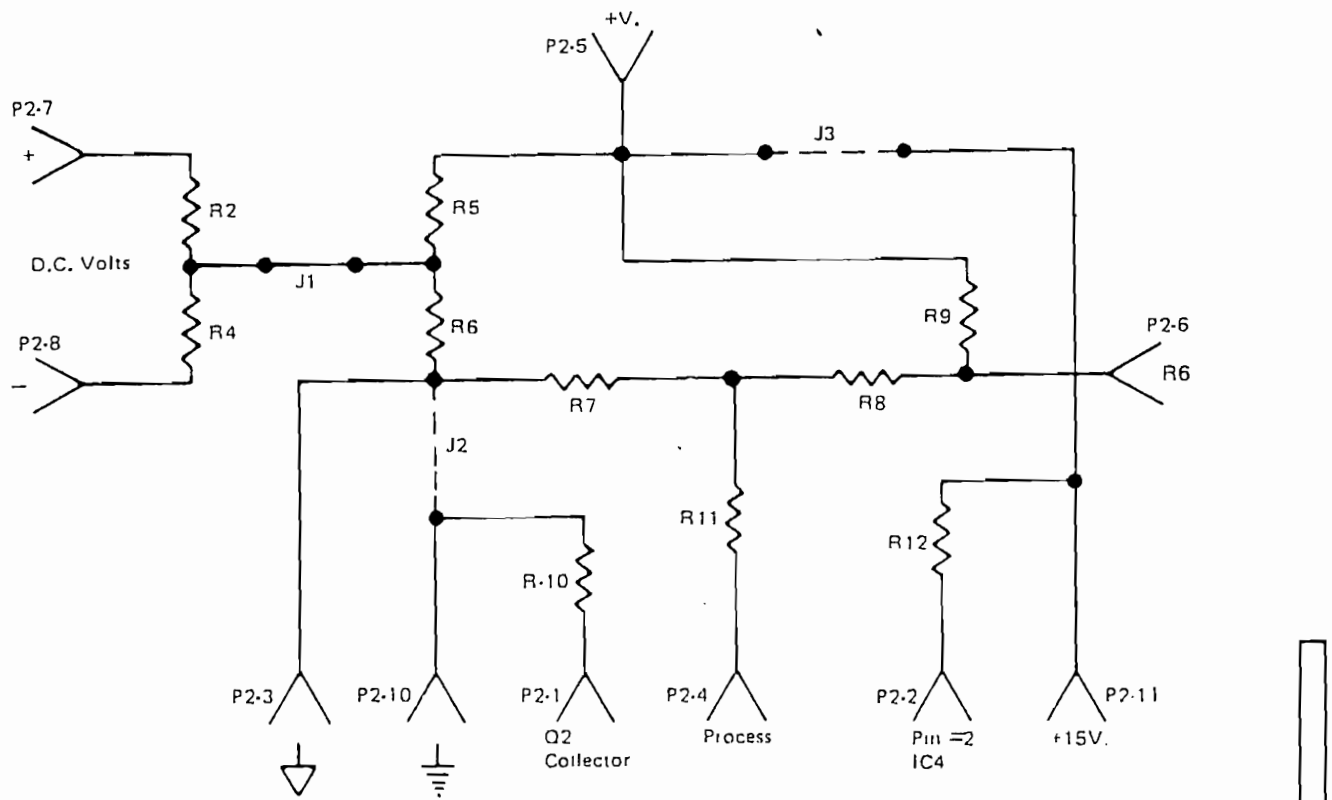 +V.
P2·5
P2·7
+
J3
R2
R5
D.C. Volts
J1
R9
R6
P2·6
R4
P2·8
R6
–
R7
R8
J2
R11
R12
R·10
P2·3
P2·10
P2·1
P2·4
P2·2
P2·11
Q2
Collector
Process
Pin =2
IC4
+15V.